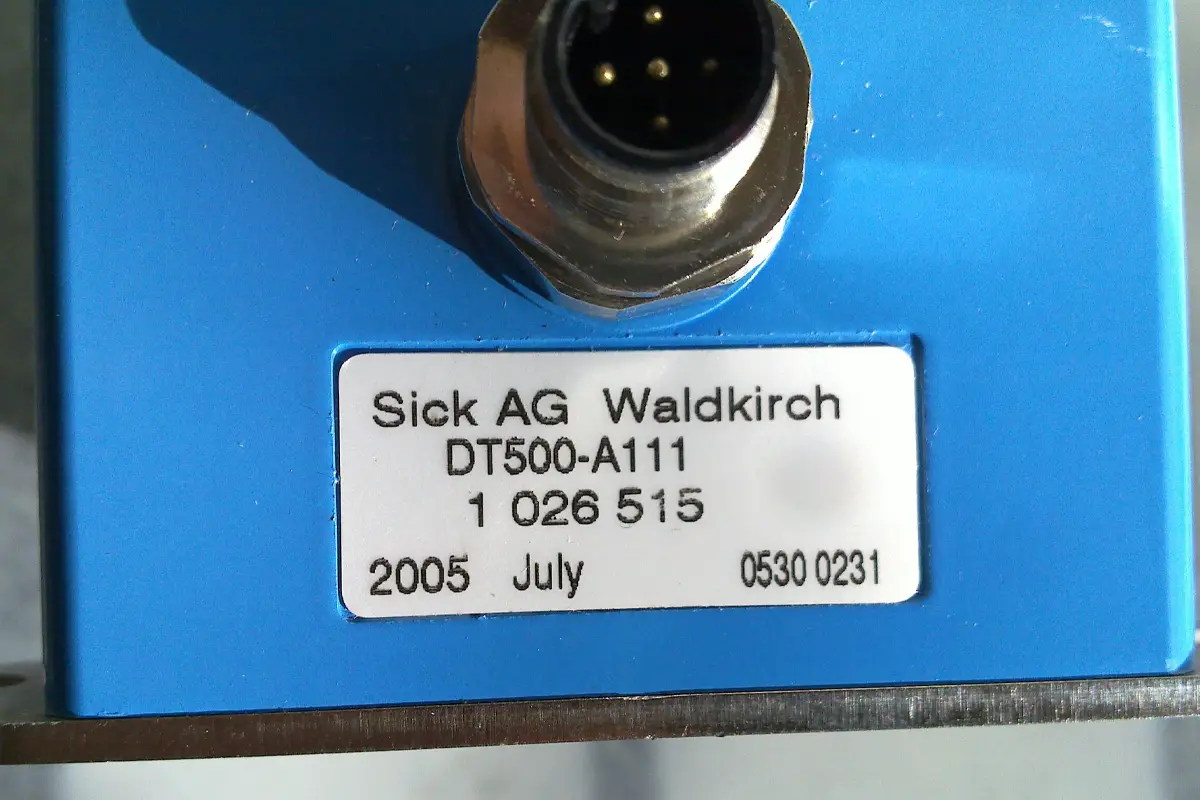 Sick AG Waldkirch
DT500-A111
1 026 515
2005 July 0530 0231